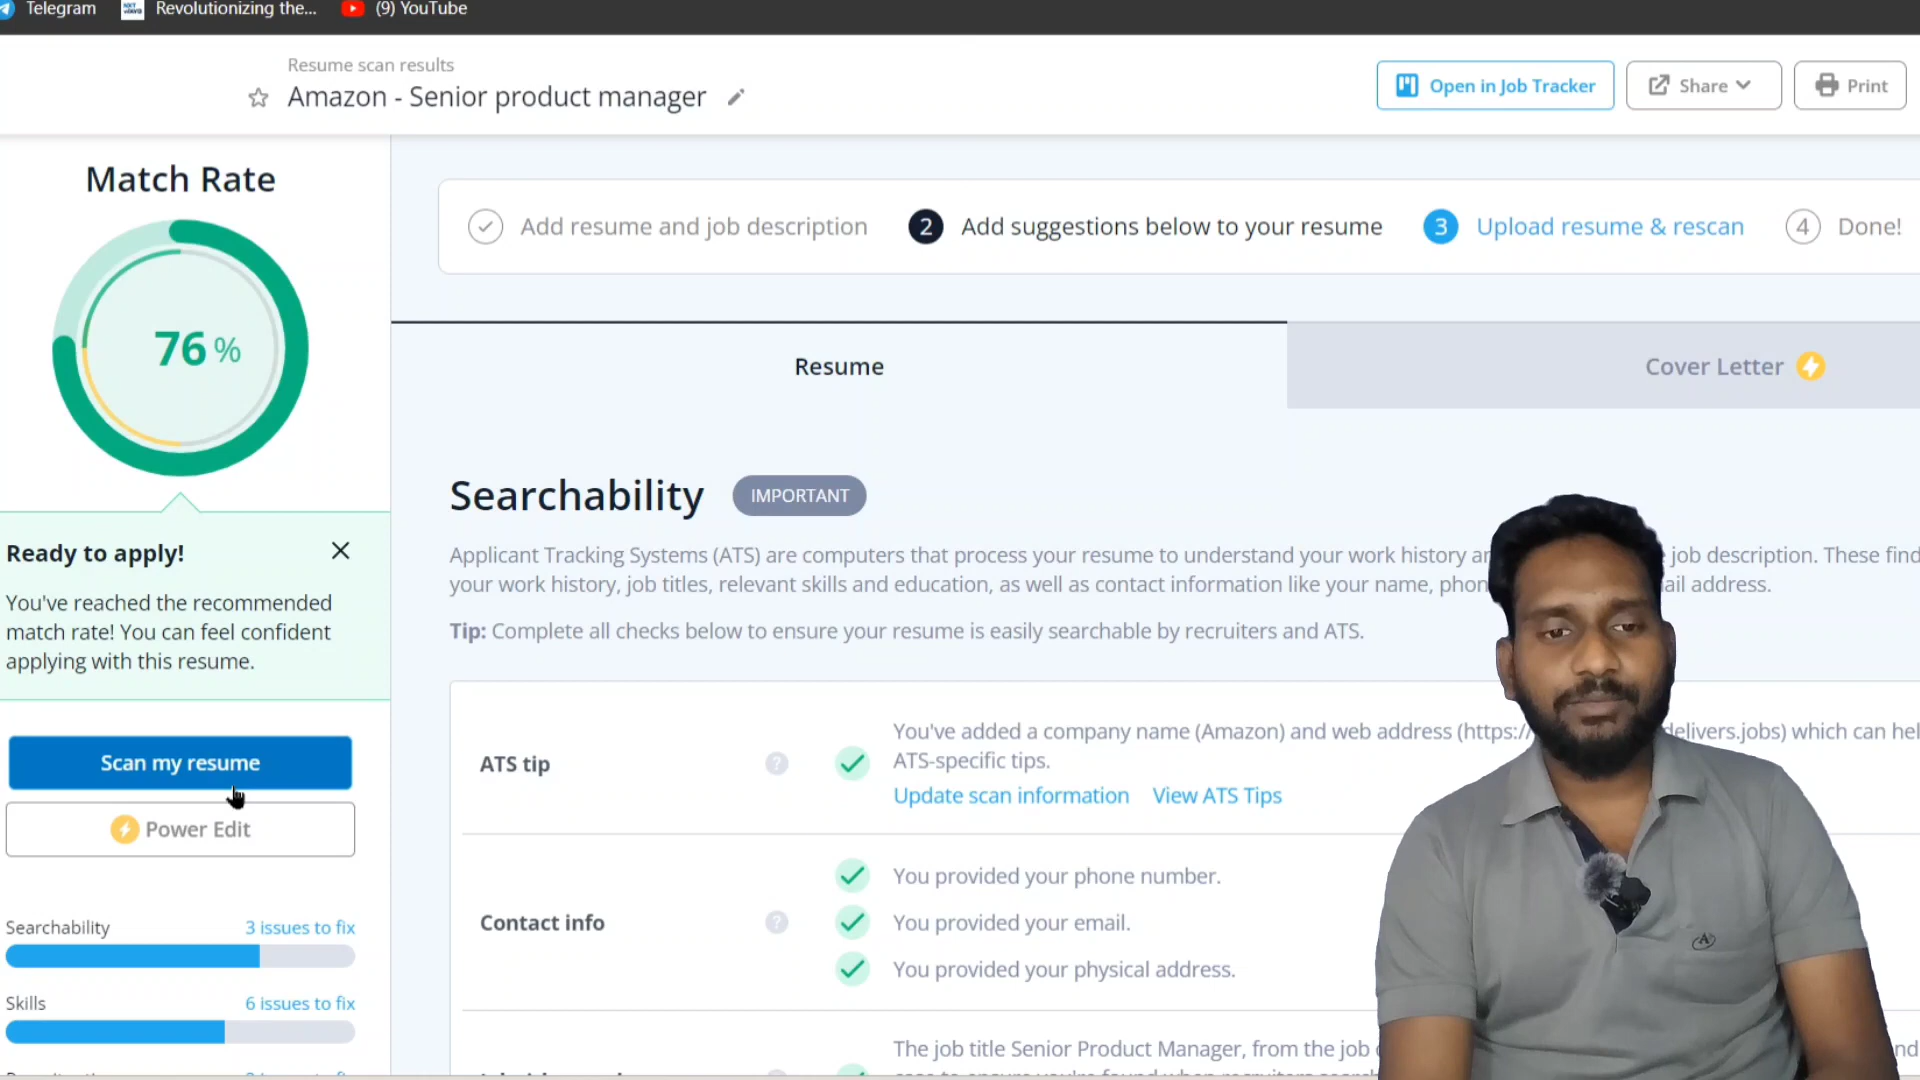 Telegram
Revolutionizing the...
(9) YouTube
Resume scan results
Amazon - Senior product manager
Open in Job Tracker
Share
Print
Match Rate
76 %
Add resume and job description
2 Add suggestions below to your resume
3 Upload resume & rescan
4 Done!
Resume
Cover Letter
Searchability
IMPORTANT
Applicant Tracking Systems (ATS) are computers that process your resume to understand your work history job description. These find
your work history, job titles, relevant skills and education, as well as contact information like your name, address.
Tip: Complete all checks below to ensure your resume is easily searchable by recruiters and ATS.
Ready to apply!
You've reached the recommended
match rate! You can feel confident
applying with this resume.
Scan my resume
Power Edit
Searchability
3 issues to fix
Skills
6 issues to fix
ATS tip
?
You've added a company name (Amazon) and web address (https:// delivers.jobs) which can
ATS-specific tips.
Update scan information
View ATS Tips
Contact info
?
You provided your phone number.
You provided your email.
You provided your physical address.
The job title Senior Product Manager, from the job